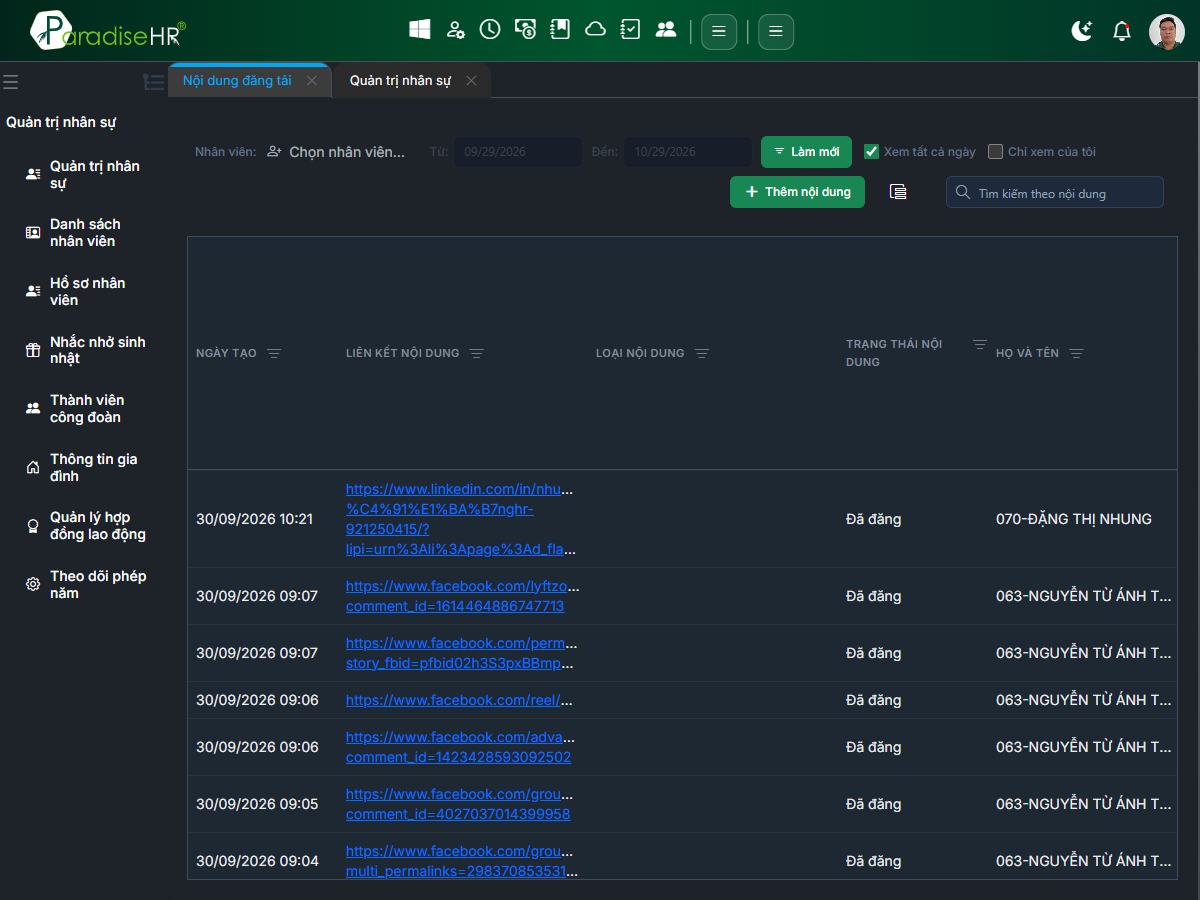 ParadiseHR®
Nội dung đăng tải
Quản trị nhân sự
Quản trị nhân sự
Quản trị nhân
sự
Danh sách
nhân viên
Hồ sơ nhân
viên
Nhắc nhở sinh
nhật
Thành viên
công đoàn
Thông tin gia
đình
Quản lý hợp
đồng lao động
Theo dõi phép
năm
Nhân viên: Chọn nhân viên... Từ: 09/29/2026 Đến: 10/29/2026 Làm mới Xem tất cả ngày Chỉ xem của tôi
Thêm nội dung Tìm kiếm theo nội dung
NGÀY TẠO LIÊN KẾT NỘI DUNG LOẠI NỘI DUNG TRẠNG THÁI NỘI DUNG HỌ VÀ TÊN
30/09/2026 10:21
https://www.linkedin.com/in/nhu...
%C4%91%E1%BA%B7nghr-
921250415/?
lipi=urn%3Ali%3Apage%3Ad_fla...
Đã đăng
070-ĐẶNG THỊ NHUNG
30/09/2026 09:07
https://www.facebook.com/lyftzo...
comment_id=1614464886747713
Đã đăng
063-NGUYỄN TỪ ÁNH T...
30/09/2026 09:07
https://www.facebook.com/perm...
story_fbid=pfbid02h3S3pxBBmp...
Đã đăng
063-NGUYỄN TỪ ÁNH T...
30/09/2026 09:06
https://www.facebook.com/reel/...
Đã đăng
063-NGUYỄN TỪ ÁNH T...
30/09/2026 09:06
https://www.facebook.com/adva...
comment_id=1423428593092502
Đã đăng
063-NGUYỄN TỪ ÁNH T...
30/09/2026 09:05
https://www.facebook.com/grou...
comment_id=4027037014399958
Đã đăng
063-NGUYỄN TỪ ÁNH T...
30/09/2026 09:04
https://www.facebook.com/grou...
multi_permalinks=298370853531...
Đã đăng
063-NGUYỄN TỪ ÁNH T...